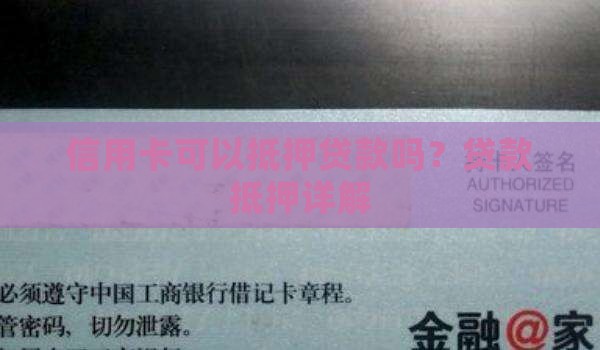 信用卡可以抵押贷款吗？贷款
抵押详解
签名
AUTHORIZED
SIGNATURE
必须遵守中国工商银行借记卡章程。
管密码、切勿泄露。
金融@家